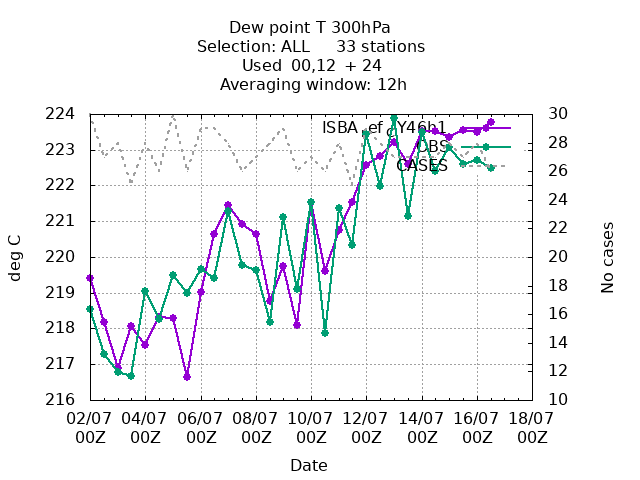 Dew point T 300hPa
Selection: ALL 33 stations
Used 00,12 + 24
Averaging window: 12h
224 30
ISBA_ef_CY46h1
OBS
CASES
223 28
222 26
221 24
220 22
219 20
218 18
217 16
216 14
12
10
deg C
No cases
02/07 04/07 06/07 08/07 10/07 12/07 14/07 16/07 18/07
00Z 00Z 00Z 00Z 00Z 00Z 00Z 00Z 00Z
Date